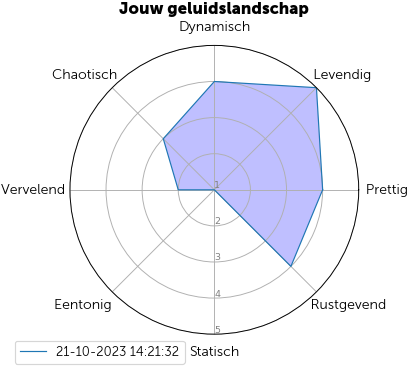 Jouw geluidslandschap
Dynamisch
Chaotisch
Levendig
Vervelend
1
Prettig
2
3
4
Eentonig
Rustgevend
5
21-10-2023 14:21:32
Statisch